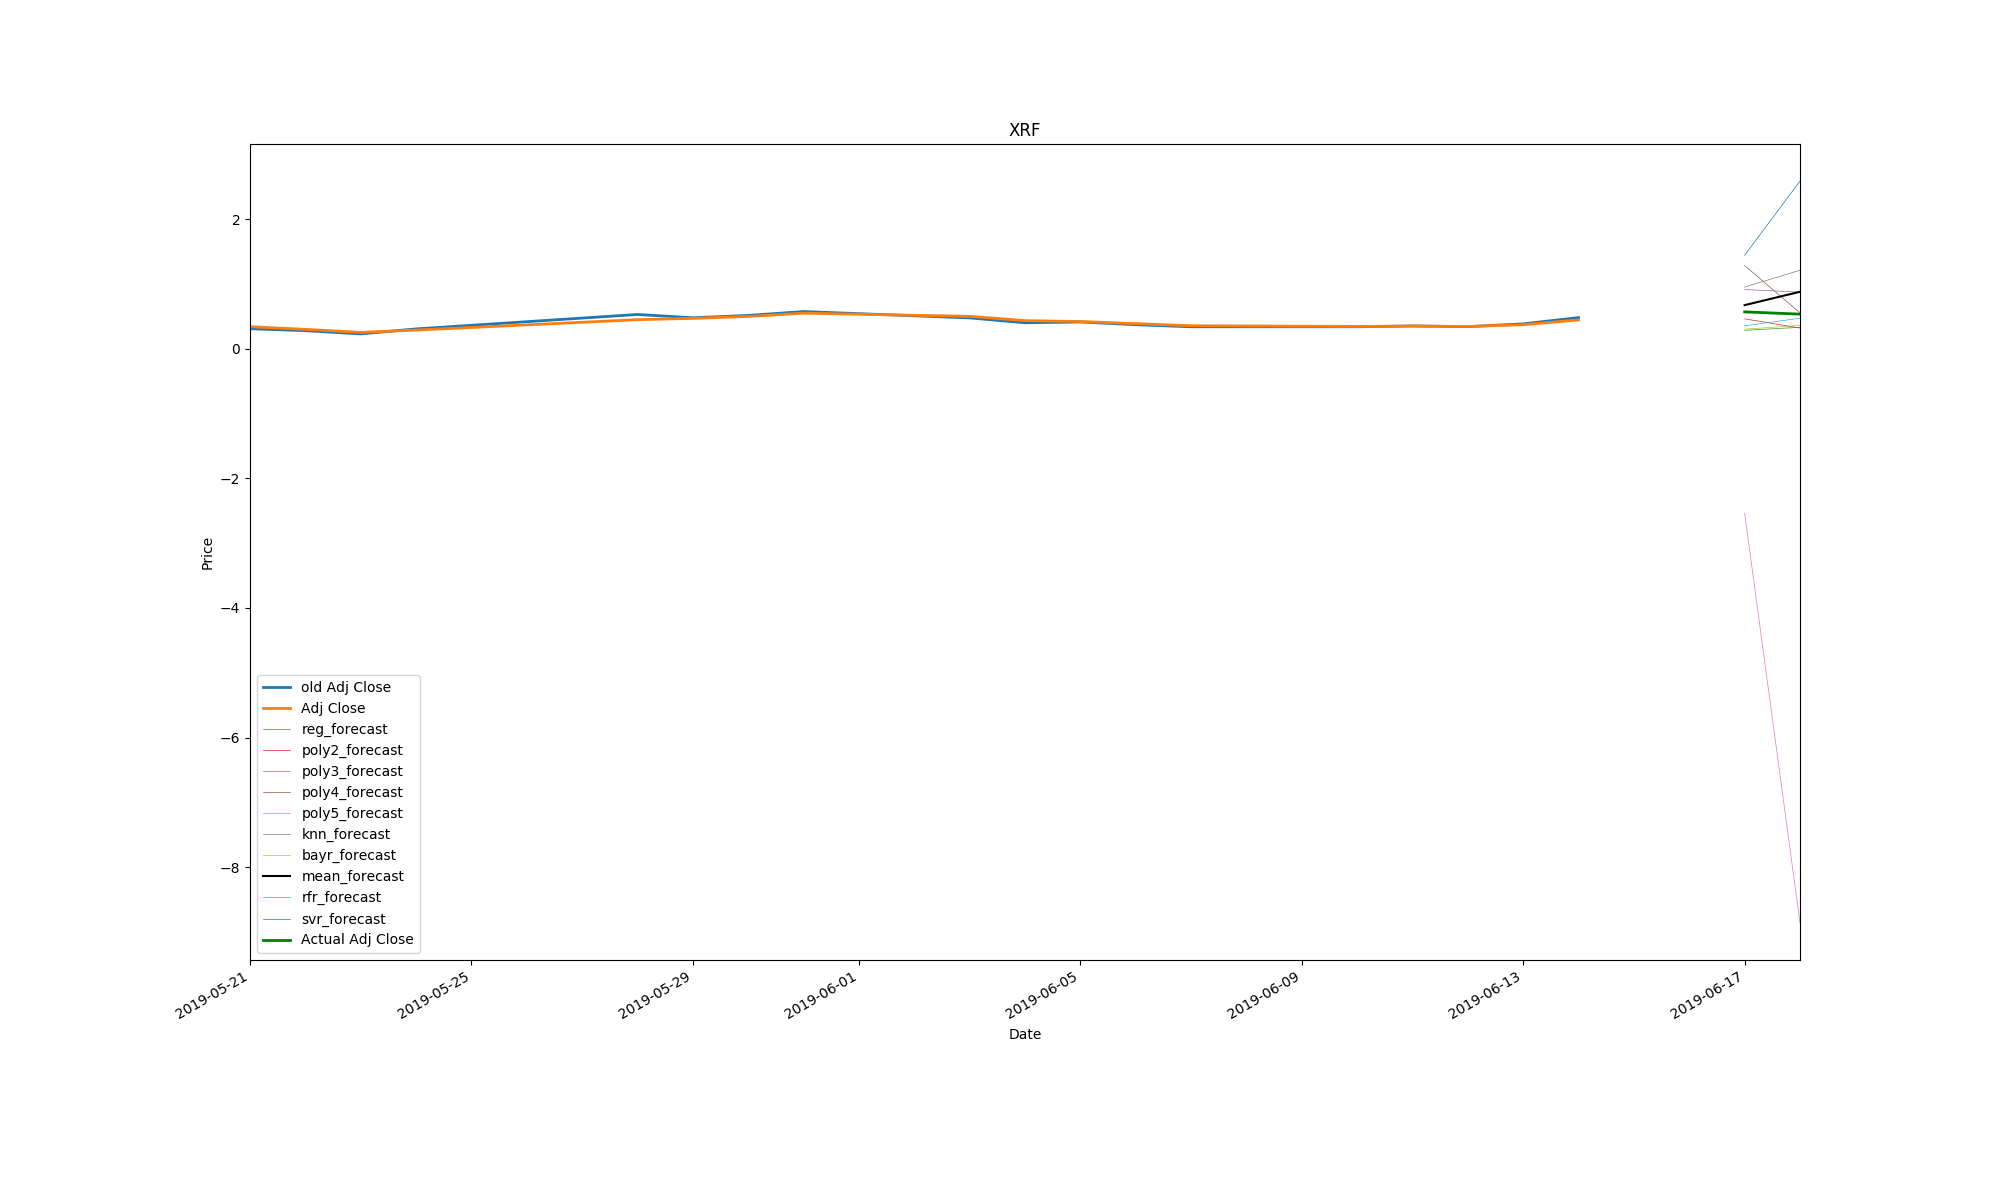 XRF
2
0
−2
−4
−6
−8
Price
old Adj Close
Adj Close
reg_forecast
poly2_forecast
poly3_forecast
poly4_forecast
poly5_forecast
knn_forecast
bayr_forecast
mean_forecast
rfr_forecast
svr_forecast
Actual Adj Close
2019-05-21
2019-05-25
2019-05-29
2019-06-01
2019-06-05
2019-06-09
2019-06-13
2019-06-17
Date